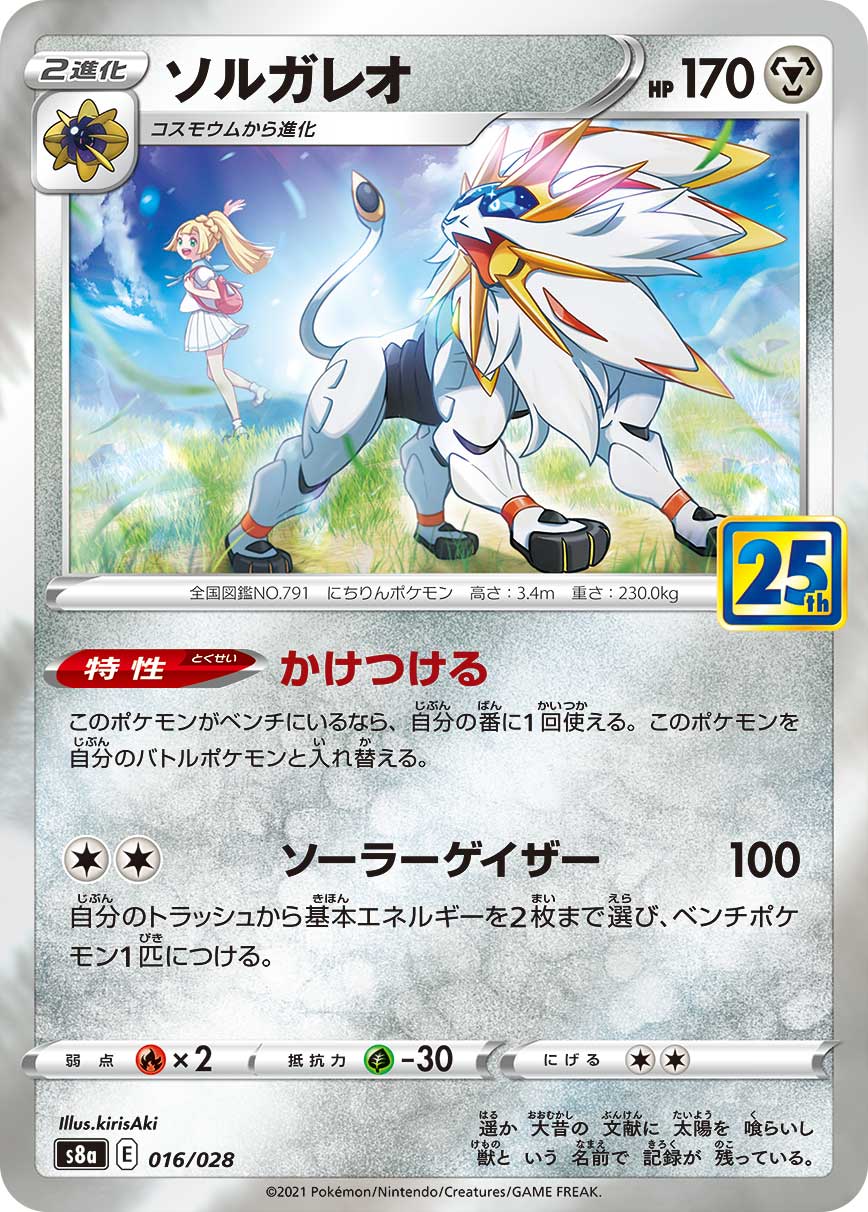 2進化
ソルガレオ
HP 170
コスモウムから進化
全国図鑑NO.791 にちりんポケモン 高さ:3.4m 重さ:230.0kg
25th
特性 とくせい かけつける
このポケモンがベンチにいるなら、自分の番に1回使える。このポケモンを
自分のバトルポケモンと入れ替える。
ソーラーゲイザー 100
自分のトラッシュから基本エネルギーを2枚まで選び、ベンチポケ
モン1匹につける。
弱点 ×2 抵抗力 -30 にげる
Illus.kirisAki
遥か 大昔の 文献に 太陽を 喰らいし
獣と いう 名前で 記録が 残っている。
s8a E 016/028
©2021 Pokémon/Nintendo/Creatures/GAME FREAK.